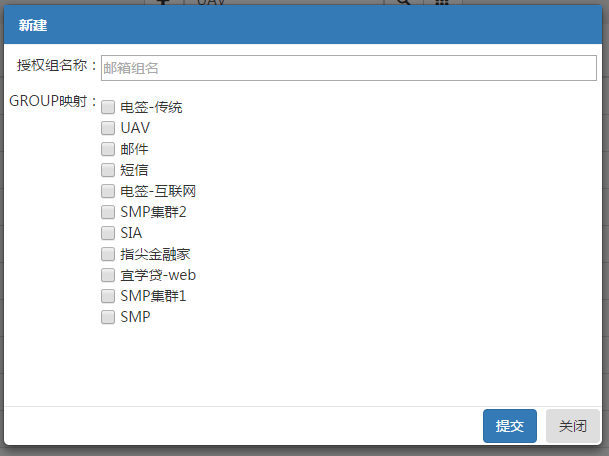 UAV
新建
授权组名称：邮箱组名
GROUP映射：
电签-传统
UAV
邮件
短信
电签-互联网
SMP集群2
SIA
指尖金融家
宜学贷-web
SMP集群1
SMP
提交 关闭